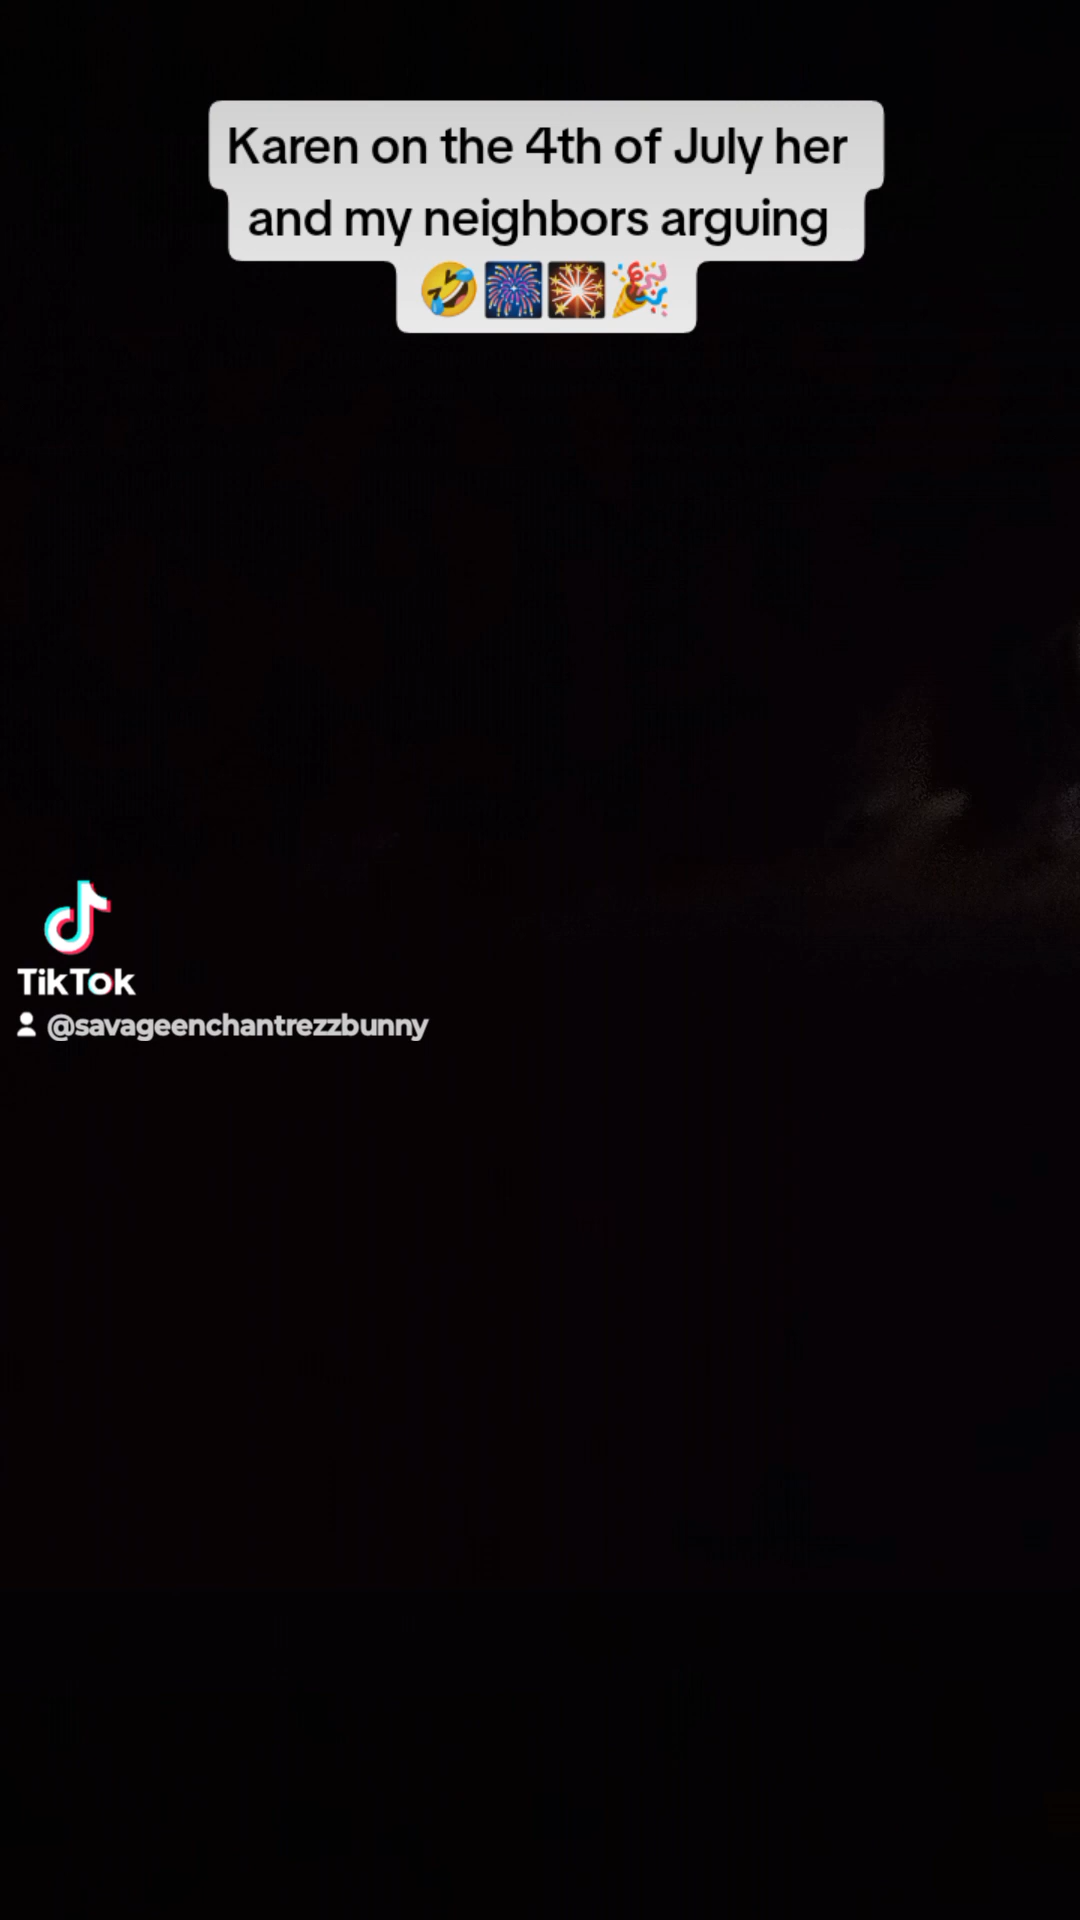 Karen on the 4th of July her
and my neighbors arguing
🤣🎆🎇🎉
TikTok
@savageenchantrezzbunny